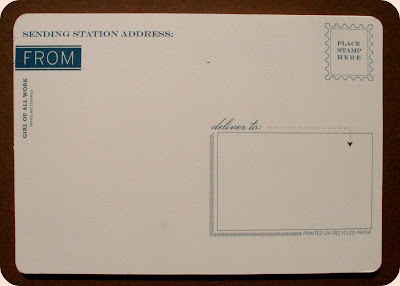 SENDING STATION ADDRESS:
FROM
PLACE
STAMP
HERE
GIRL OF ALL WORK
deliver to:
PRINTED ON RECYCLED PAPER